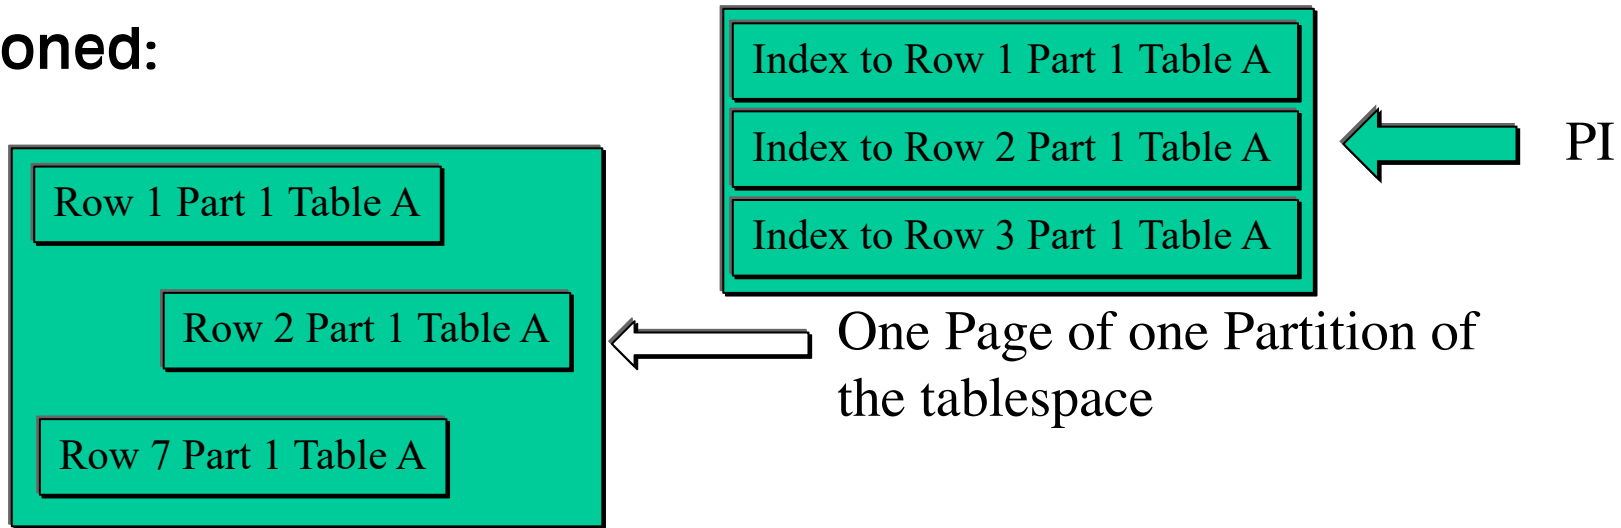 oned:
Index to Row 1 Part 1 Table A
Index to Row 2 Part 1 Table A
Index to Row 3 Part 1 Table A
PI
Row 1 Part 1 Table A
Row 2 Part 1 Table A
Row 7 Part 1 Table A
One Page of one Partition of
the tablespace